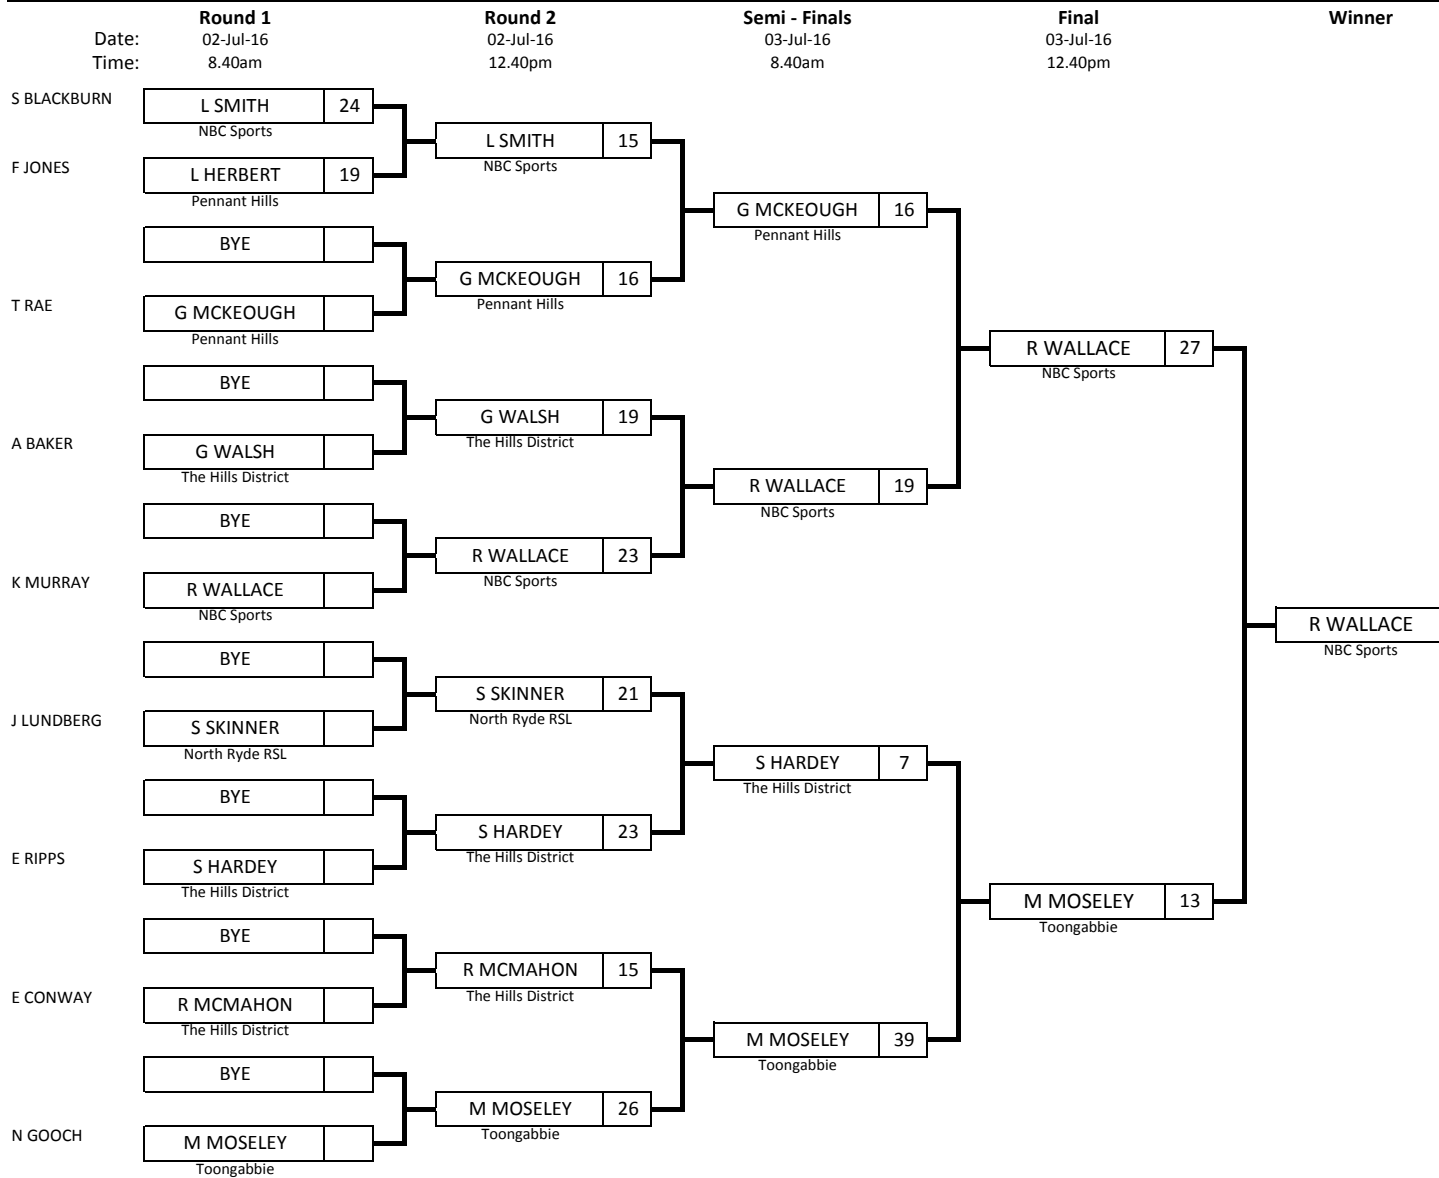 Round 1 Round 2 Semi - Finals Final Winner
Date: 02-Jul-16 02-Jul-16 03-Jul-16 03-Jul-16
Time: 8.40am 12.40pm 8.40am 12.40pm
S BLACKBURN L SMITH 24
NBC Sports
L SMITH 15
NBC Sports
F JONES L HERBERT 19
Pennant Hills
G MCKEOUGH 16
Pennant Hills
BYE
G MCKEOUGH 16
Pennant Hills
T RAE G MCKEOUGH
Pennant Hills
R WALLACE 27
NBC Sports
BYE
G WALSH 19
The Hills District
A BAKER G WALSH
The Hills District
R WALLACE 19
NBC Sports
BYE
R WALLACE 23
NBC Sports
K MURRAY R WALLACE
NBC Sports
R WALLACE
NBC Sports
BYE
S SKINNER 21
North Ryde RSL
J LUNDBERG S SKINNER
North Ryde RSL
S HARDEY 7
The Hills District
BYE
S HARDEY 23
The Hills District
E RIPPS S HARDEY
The Hills District
M MOSELEY 13
Toongabbie
BYE
R MCMAHON 15
The Hills District
E CONWAY R MCMAHON
The Hills District
M MOSELEY 39
Toongabbie
BYE
M MOSELEY 26
Toongabbie
N GOOCH M MOSELEY
Toongabbie